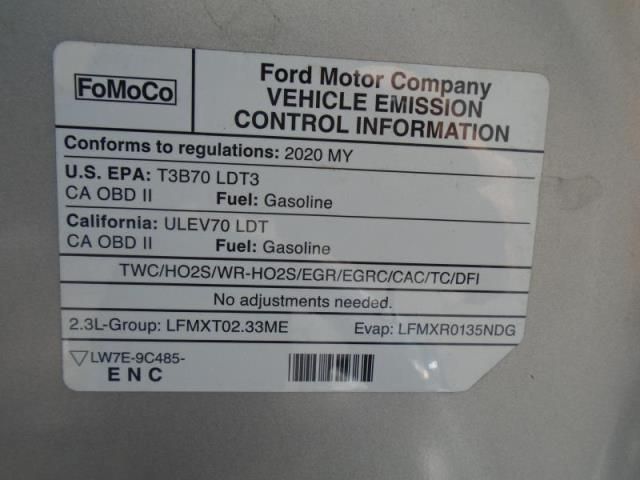 FoMoCo
Ford Motor Company
VEHICLE EMISSION
CONTROL INFORMATION
Conforms to regulations: 2020 MY
U.S. EPA: T3B70 LDT3
CA OBD II Fuel: Gasoline
California: ULEV70 LDT
CA OBD II Fuel: Gasoline
TWC/HO2S/WR-HO2S/EGR/EGRC/CAC/TC/DFI
No adjustments needed.
2.3L-Group: LFMXT02.33ME Evap: LFMXR0135NDG
LW7E-9C485-
E N C